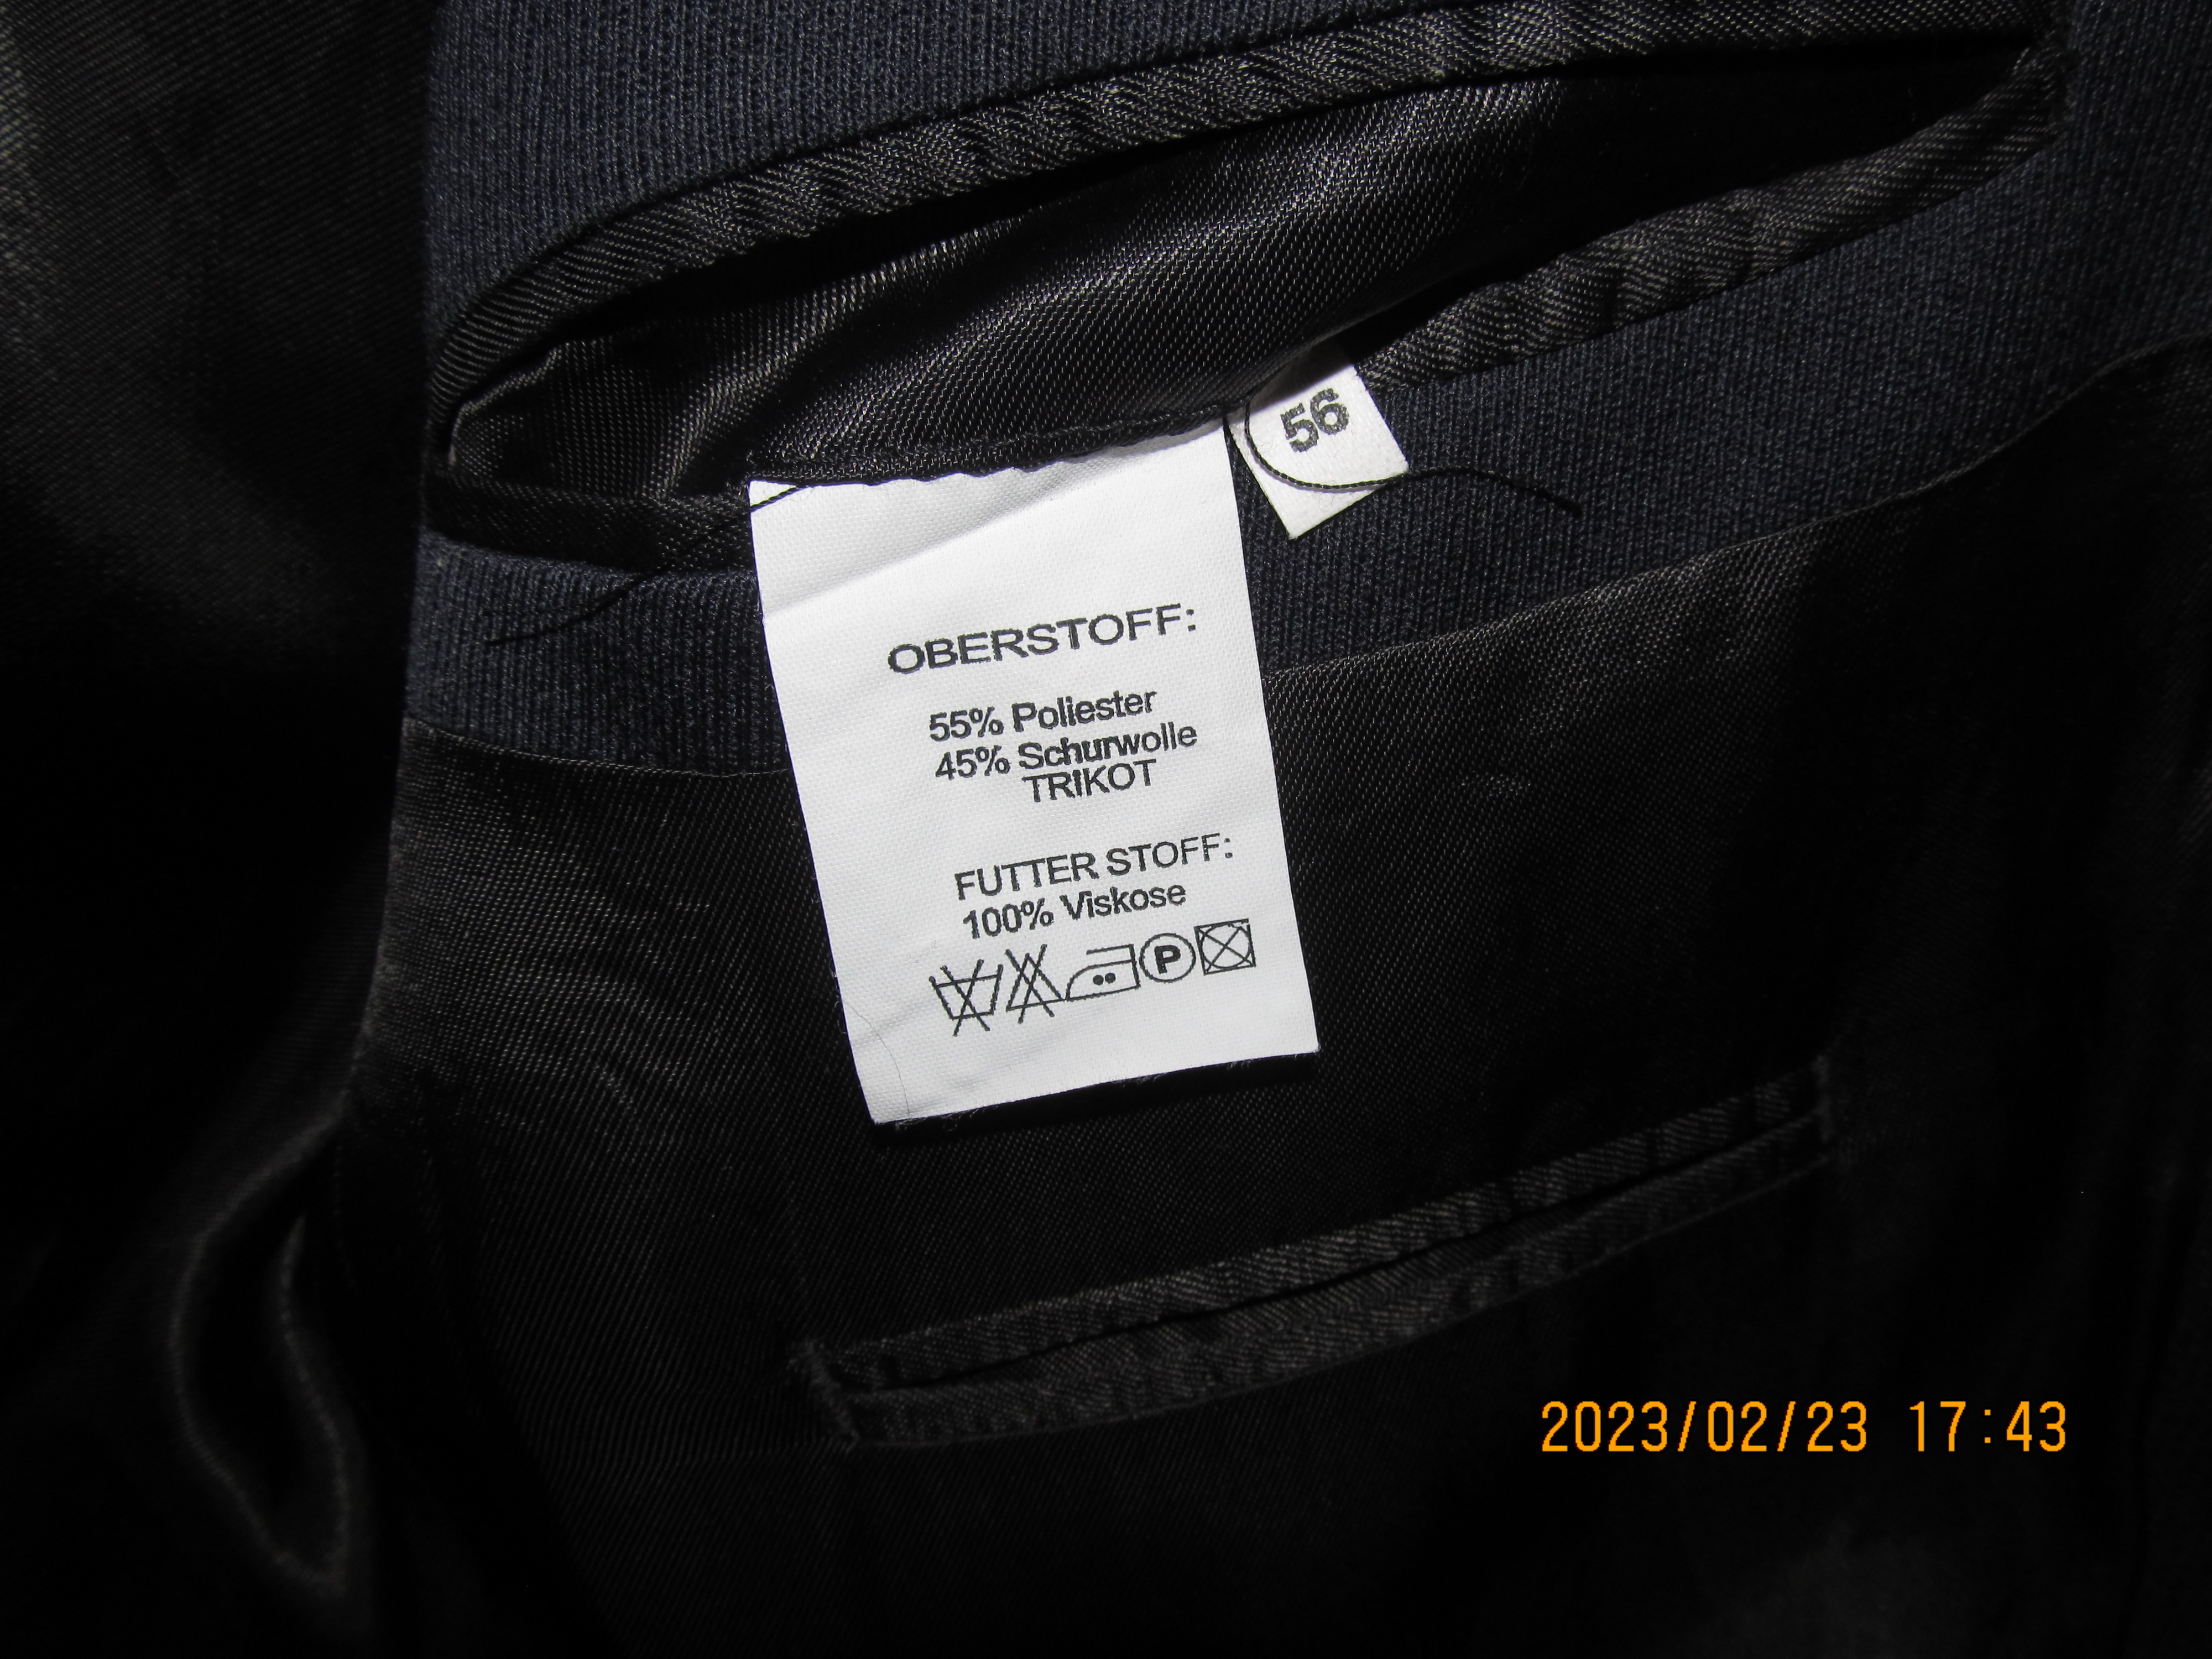 56
OBERSTOFF:
55% Poliester
45% Schurwolle
TRIKOT
FUTTER STOFF:
100% Viskose
P
2023/02/23 17:43